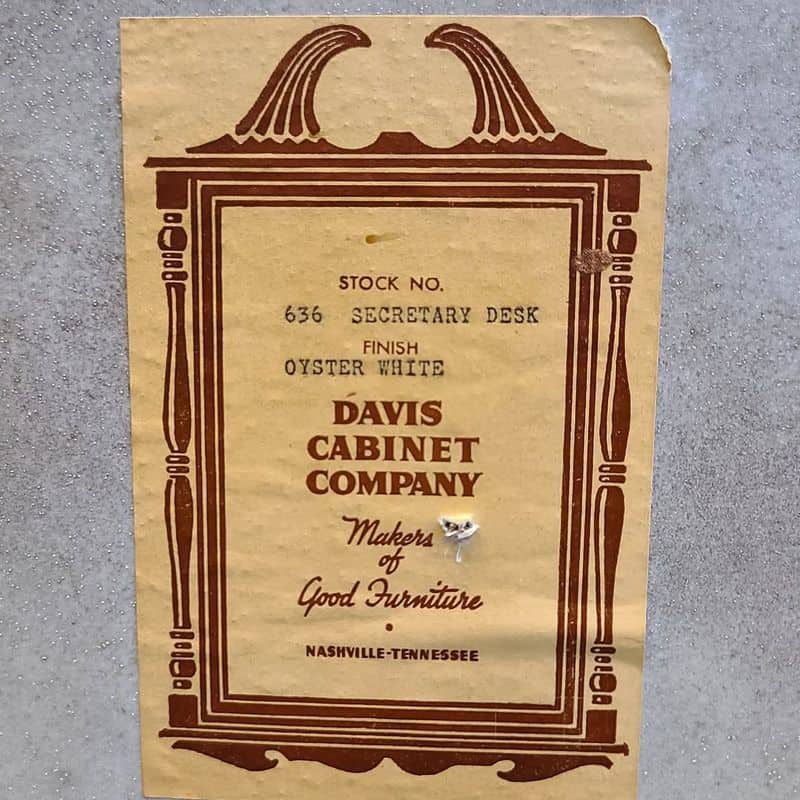 STOCK NO.
636 SECRETARY DESK
FINISH
OYSTER WHITE
DAVIS
CABINET
COMPANY
Makers
of
Good Furniture
NASHVILLE-TENNESSEE